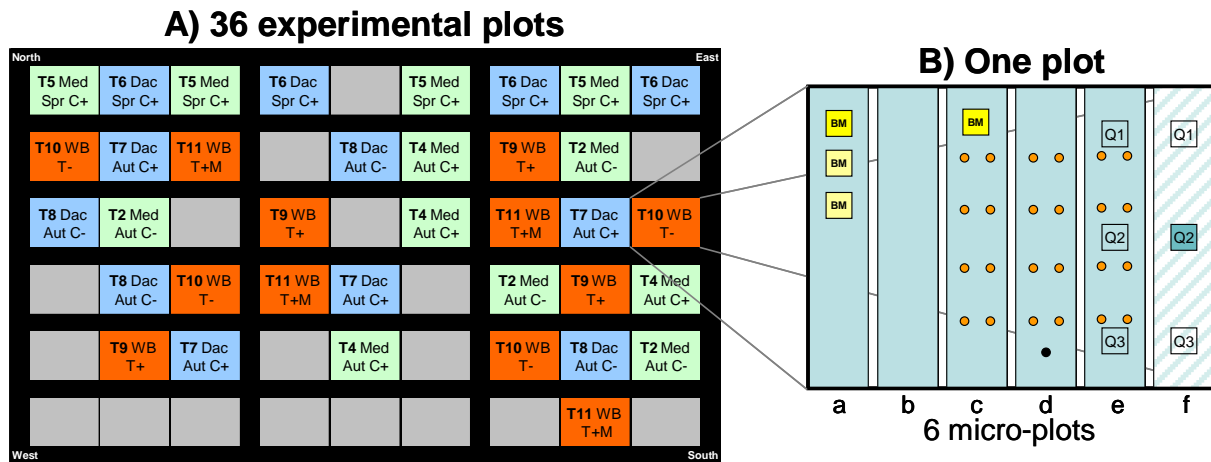 A) 36 experimental plots
North
East
T5 Med
Spr C+
T6 Dac
Spr C+
T5 Med
Spr C+
T6 Dac
Spr C+
T5 Med
Spr C+
T6 Dac
Spr C+
T5 Med
Spr C+
T6 Dac
Spr C+
T10 WB
T-
T7 Dac
Aut C+
T11 WB
T+M
T8 Dac
Aut C-
T4 Med
Aut C+
T9 WB
T+
T2 Med
Aut C-
T8 Dac
Aut C-
T2 Med
Aut C-
T9 WB
T+
T4 Med
Aut C+
T11 WB
T+M
T7 Dac
Aut C+
T10 WB
T-
T8 Dac
Aut C-
T10 WB
T-
T11 WB
T+M
T7 Dac
Aut C+
T2 Med
Aut C-
T9 WB
T+
T4 Med
Aut C+
T9 WB
T+
T7 Dac
Aut C+
T4 Med
Aut C+
T10 WB
T-
T8 Dac
Aut C-
T2 Med
Aut C-
T11 WB
T+M
West
South
B) One plot
BM
BM
BM
BM
Q1
Q2
Q3
Q1
Q2
Q3
a b c d e f
6 micro-plots